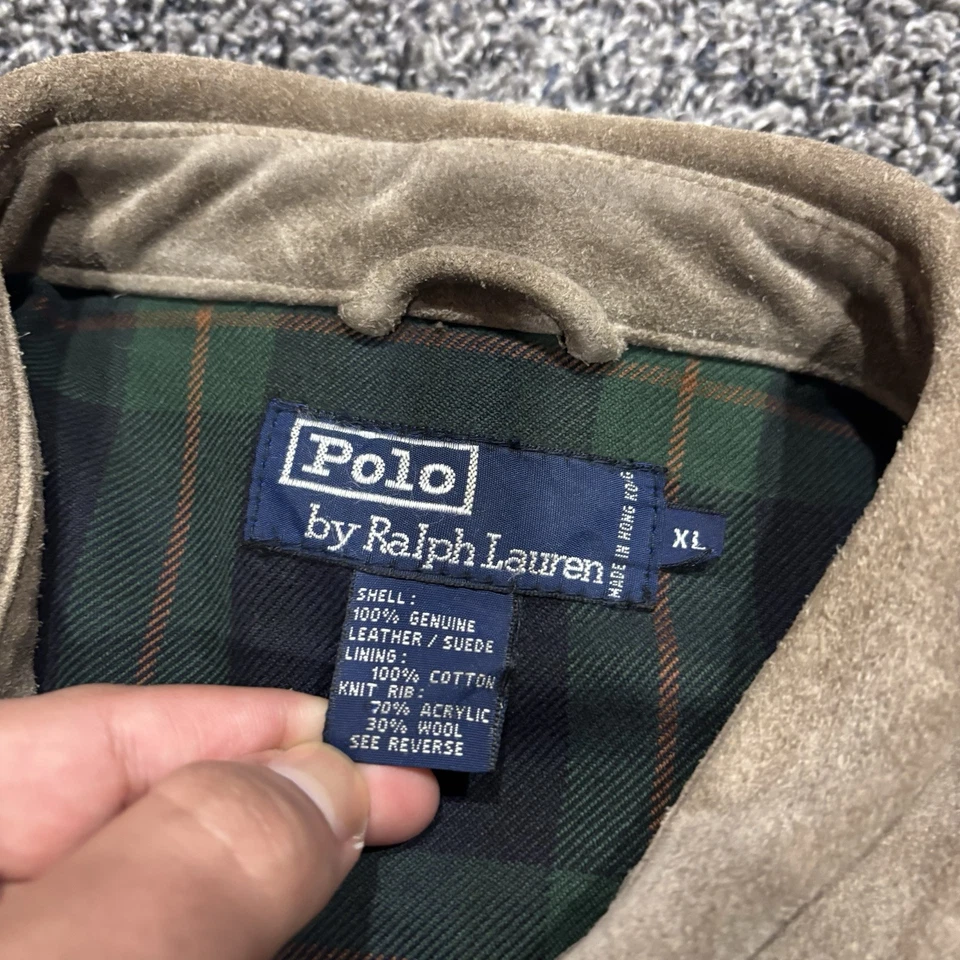 Polo
by Ralph Lauren
MADE IN HONG KONG
XL
SHELL:
100% GENUINE
LEATHER / SUEDE
LINING:
100% COTTON
KNIT RIB:
70% ACRYLIC
30% WOOL
SEE REVERSE